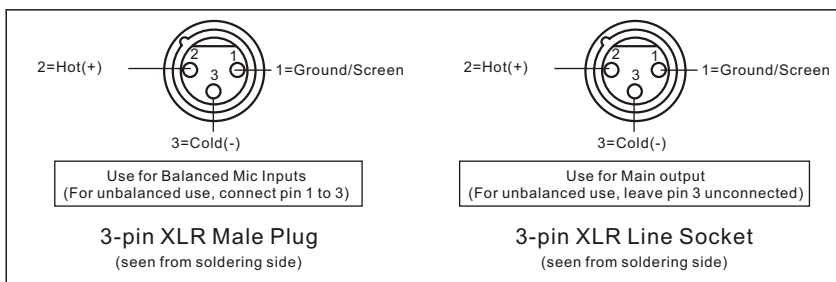 2
1
3
2=Hot(+)
1=Ground/Screen
3=Cold(-)
Use for Balanced Mic Inputs
(For unbalanced use, connect pin 1 to 3)
3-pin XLR Male Plug
(seen from soldering side)
2
1
3
2=Hot(+)
1=Ground/Screen
3=Cold(-)
Use for Main output
(For unbalanced use, leave pin 3 unconnected)
3-pin XLR Line Socket
(seen from soldering side)